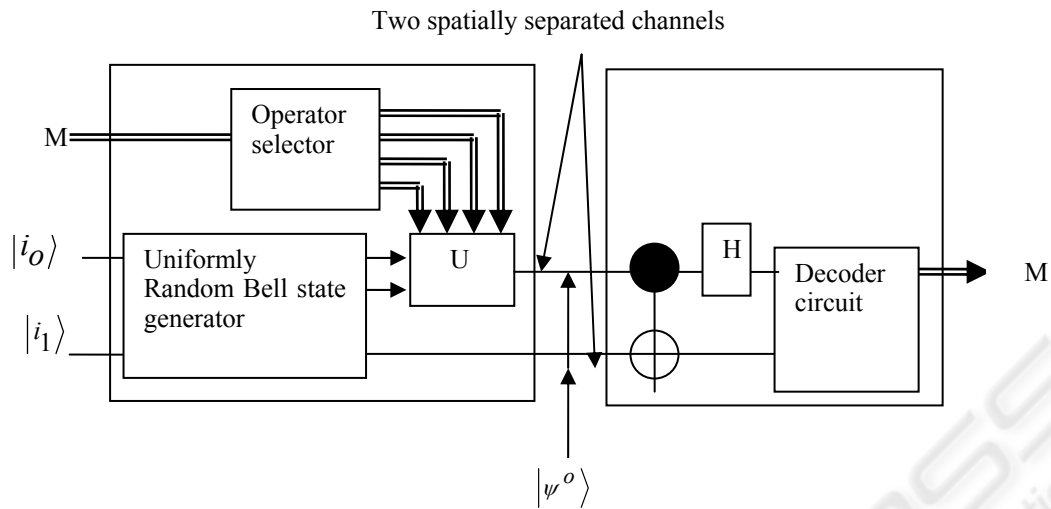 Two spatially separated channels
Operator
selector
M
|i_O⟩
Uniformly
Random Bell state
generator
U
H
Decoder
circuit
M
|i_1⟩
|ψ^o⟩